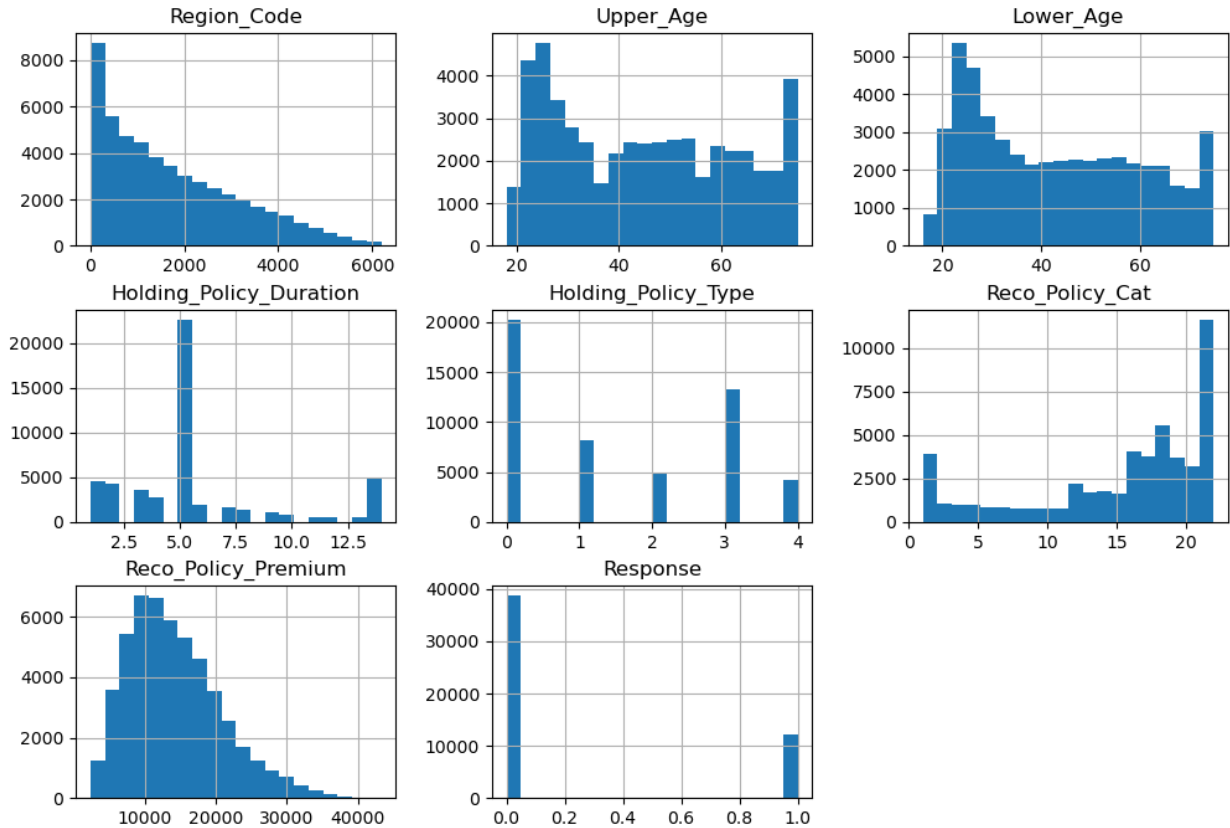 Region_Code
Upper_Age
Lower_Age
8000
6000
4000
2000
0
0 2000 4000 6000
4000
3000
2000
1000
0
20 40 60
5000
4000
3000
2000
1000
0
20 40 60
Holding_Policy_Duration
Holding_Policy_Type
Reco_Policy_Cat
20000
15000
10000
5000
0
2.5 5.0 7.5 10.0 12.5
20000
15000
10000
5000
0
0 1 2 3 4
10000
7500
5000
2500
0
0 5 10 15 20
Reco_Policy_Premium
Response
6000
4000
2000
0
10000 20000 30000 40000
40000
30000
20000
10000
0
0.0 0.2 0.4 0.6 0.8 1.0